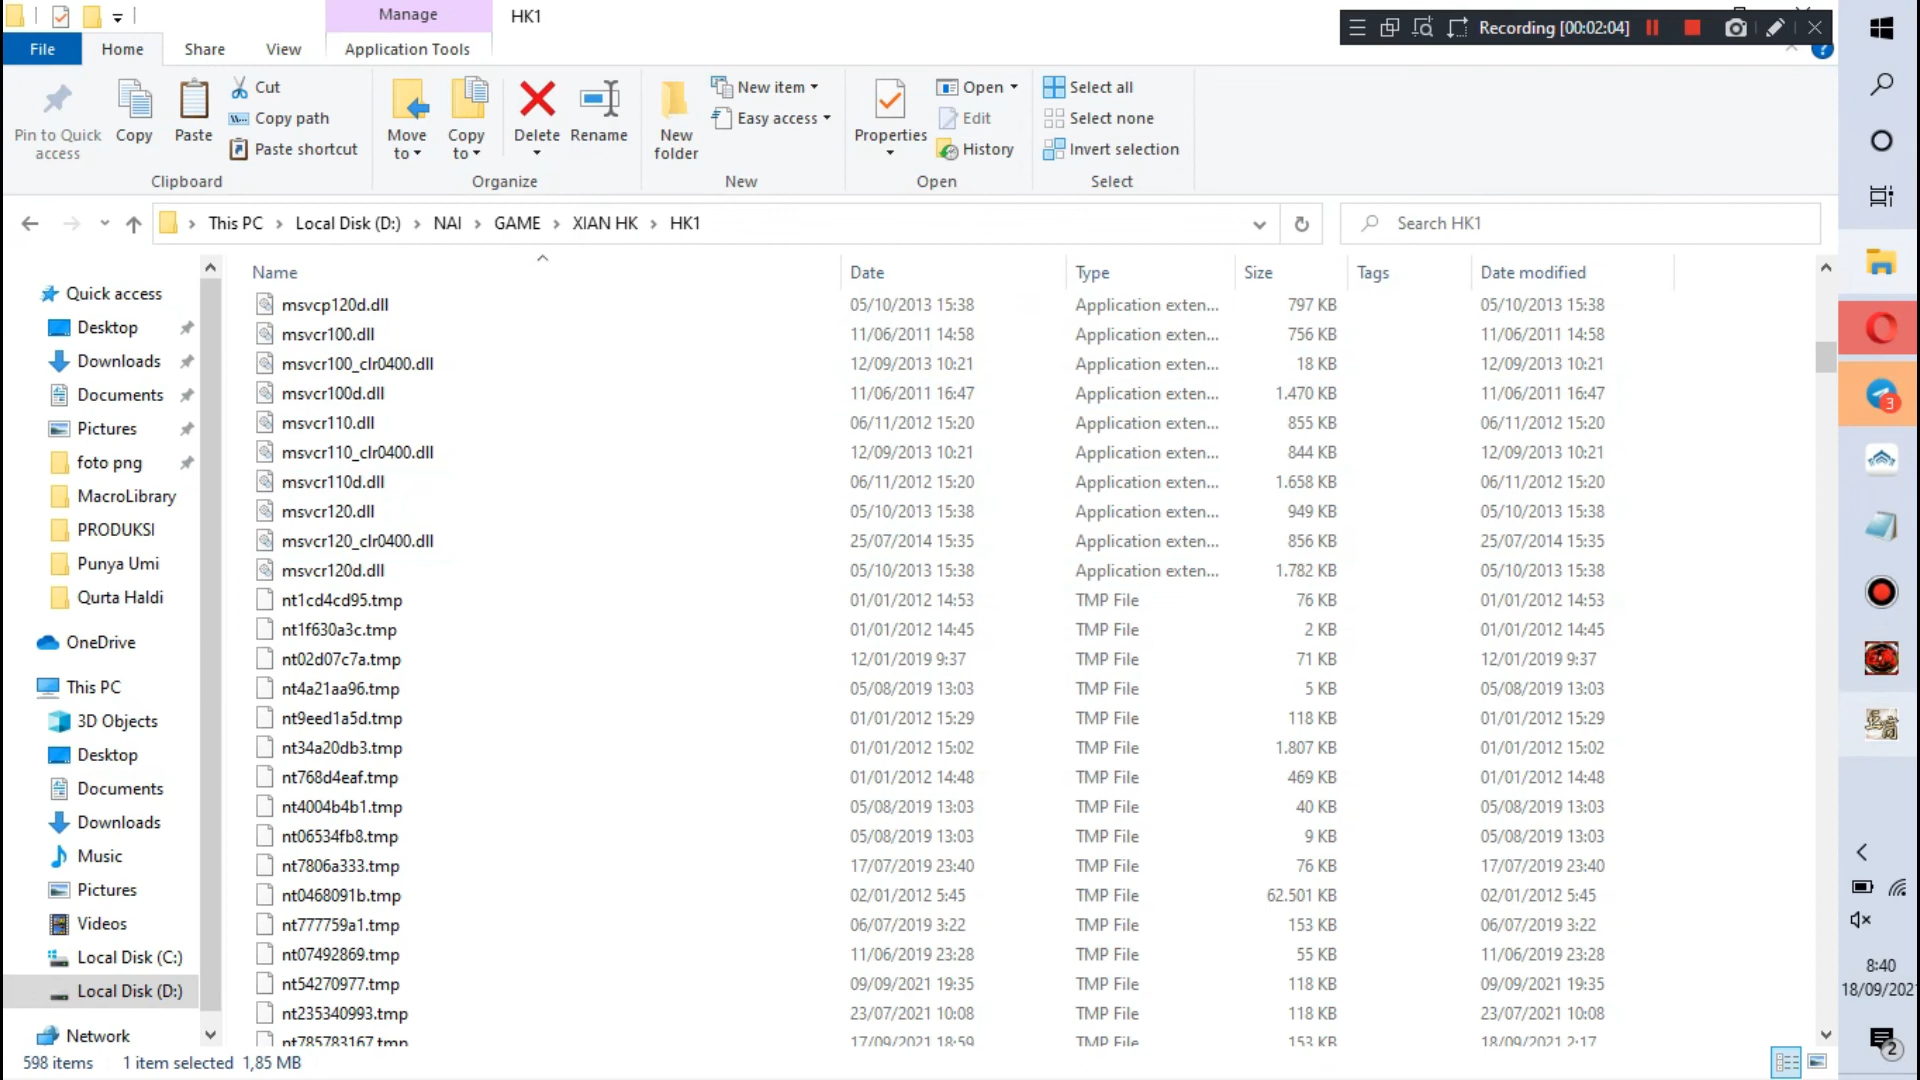 Manage
HK1
Recording [00:02:04]
File
Home
Share
View
Application Tools
Pin to Quick access
Copy
Paste
Cut
Copy path
Paste shortcut
Clipboard
Move to
Copy to
Delete
Rename
Organize
New folder
New item
Easy access
New
Properties
Open
Edit
History
Open
Select all
Select none
Invert selection
Select
This PC > Local Disk (D:) > NAI > GAME > XIAN HK > HK1
Search HK1
Quick access
Desktop
Downloads
Documents
Pictures
foto png
MacroLibrary
PRODUKSI
Punya Umi
Qurta Haldi
OneDrive
This PC
3D Objects
Desktop
Documents
Downloads
Music
Pictures
Videos
Local Disk (C:)
Local Disk (D:)
Network
Name Date Type Size Tags Date modified
msvcp120d.dll 05/10/2013 15:38 Application exten... 797 KB 05/10/2013 15:38
msvcr100.dll 11/06/2011 14:58 Application exten... 756 KB 11/06/2011 14:58
msvcr100_clr0400.dll 12/09/2013 10:21 Application exten... 18 KB 12/09/2013 10:21
msvcr100d.dll 11/06/2011 16:47 Application exten... 1.470 KB 11/06/2011 16:47
msvcr110.dll 06/11/2012 15:20 Application exten... 855 KB 06/11/2012 15:20
msvcr110_clr0400.dll 12/09/2013 10:21 Application exten... 844 KB 12/09/2013 10:21
msvcr110d.dll 06/11/2012 15:20 Application exten... 1.658 KB 06/11/2012 15:20
msvcr120.dll 05/10/2013 15:38 Application exten... 949 KB 05/10/2013 15:38
msvcr120_clr0400.dll 25/07/2014 15:35 Application exten... 856 KB 25/07/2014 15:35
msvcr120d.dll 05/10/2013 15:38 Application exten... 1.782 KB 05/10/2013 15:38
nt1cd4cd95.tmp 01/01/2012 14:53 TMP File 76 KB 01/01/2012 14:53
nt1f630a3c.tmp 01/01/2012 14:45 TMP File 2 KB 01/01/2012 14:45
nt02d07c7a.tmp 12/01/2019 9:37 TMP File 71 KB 12/01/2019 9:37
nt4a21aa96.tmp 05/08/2019 13:03 TMP File 5 KB 05/08/2019 13:03
nt9eed1a5d.tmp 01/01/2012 15:29 TMP File 118 KB 01/01/2012 15:29
nt34a20db3.tmp 01/01/2012 15:02 TMP File 1.807 KB 01/01/2012 15:02
nt768d4eaf.tmp 01/01/2012 14:48 TMP File 469 KB 01/01/2012 14:48
nt4004b4b1.tmp 05/08/2019 13:03 TMP File 40 KB 05/08/2019 13:03
nt06534fb8.tmp 05/08/2019 13:03 TMP File 9 KB 05/08/2019 13:03
nt7806a333.tmp 17/07/2019 23:40 TMP File 76 KB 17/07/2019 23:40
nt0468091b.tmp 02/01/2012 5:45 TMP File 62.501 KB 02/01/2012 5:45
nt777759a1.tmp 06/07/2019 3:22 TMP File 153 KB 06/07/2019 3:22
nt07492869.tmp 11/06/2019 23:28 TMP File 55 KB 11/06/2019 23:28
nt54270977.tmp 09/09/2021 19:35 TMP File 118 KB 09/09/2021 19:35
nt235340993.tmp 23/07/2021 10:08 TMP File 118 KB 23/07/2021 10:08
nt785783167.tmp 17/09/2021 18:59 TMP File 153 KB 18/09/2021 2:17
598 items 1 item selected 1,85 MB
3
8:40
18/09/202
2